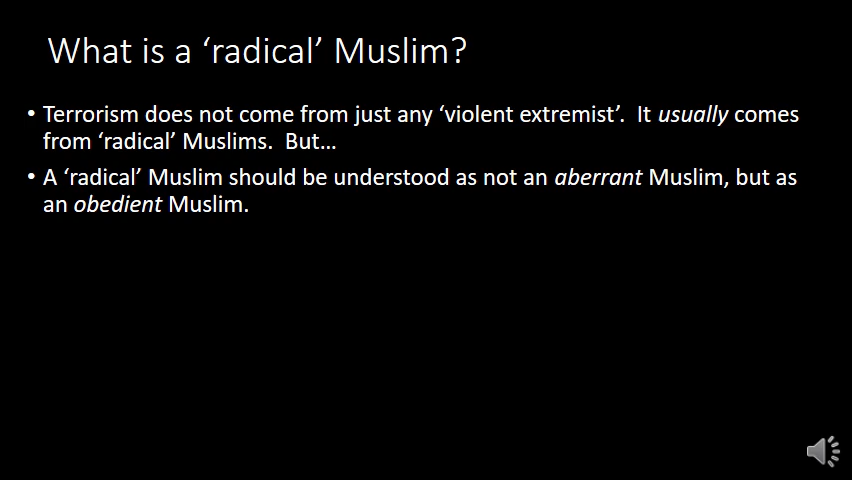 What is a ‘radical’ Muslim?
• Terrorism does not come from just any ‘violent extremist’.  It usually comes
from ‘radical’ Muslims.  But…
• A ‘radical’ Muslim should be understood as not an aberrant Muslim, but as
an obedient Muslim.